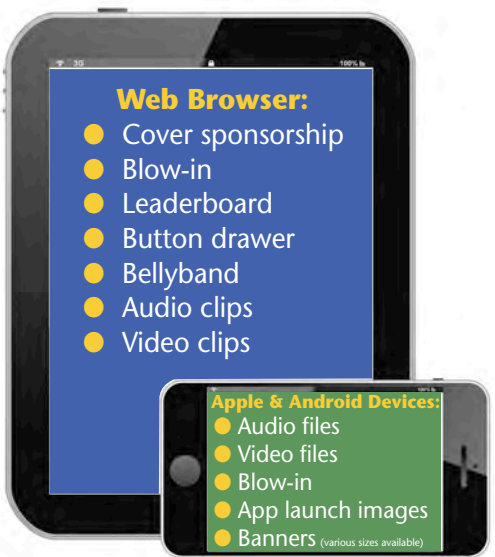 3G 100%
Web Browser:
Cover sponsorship
Blow-in
Leaderboard
Button drawer
Bellyband
Audio clips
Video clips
100%
Apple & Android Devices:
Audio files
Video files
Blow-in
App launch images
Banners (various sizes available)